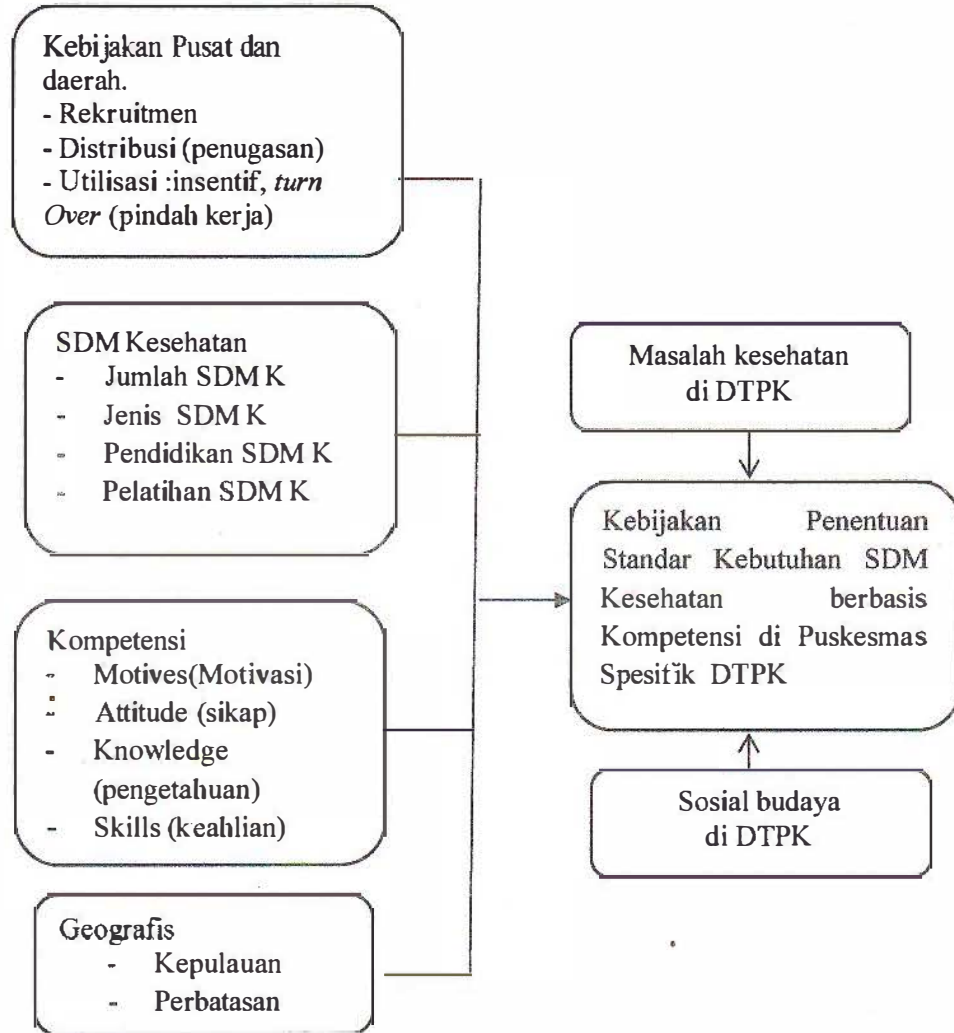 Kebijakan Pusat dan
daerah.
- Rekruitmen
- Distribusi (penugasan)
- Utilisasi :insentif, turn
Over (pindah kerja)
SDM Kesehatan
- Jumlah SDM K
- Jenis SDM K
- Pendidikan SDM K
- Pelatihan SDM K
Kompetensi
- Motives(Motivasi)
- Attitude (sikap)
- Knowledge
(pengetahuan)
- Skills (keahlian)
Geografis
- Kepulauan
- Perbatasan
Masalah kesehatan
di DTPK
Kebijakan Penentuan
Standar Kebutuhan SDM
Kesehatan berbasis
Kompetensi di Puskesmas
Spesifik DTPK
Sosial budaya
di DTPK